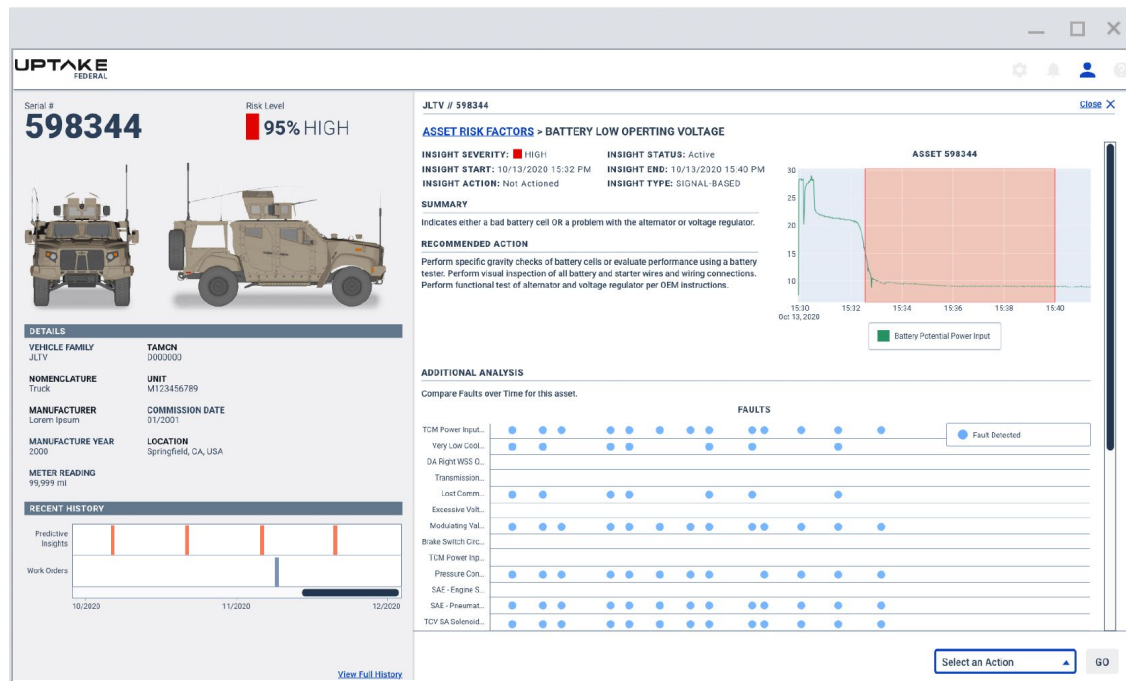 UPTAKE
FEDERAL
Serial #
598344
Risk Level
95% HIGH
DETAILS
VEHICLE FAMILY
JLTV
TAMCN
D000000
NOMENCLATURE
Truck
UNIT
M123456789
MANUFACTURER
Lorem Ipsum
COMMISSION DATE
01/2001
MANUFACTURE YEAR
2000
LOCATION
Springfield, CA, USA
METER READING
99,999 mi
RECENT HISTORY
Predictive
Insights
Work Orders
10/2020 11/2020 12/2020
View Full History
JLTV // 598344
Close X
ASSET RISK FACTORS > BATTERY LOW OPERTING VOLTAGE
INSIGHT SEVERITY: HIGH
INSIGHT STATUS: Active
INSIGHT START: 10/13/2020 15:32 PM
INSIGHT END: 10/13/2020 15:40 PM
INSIGHT ACTION: Not Actioned
INSIGHT TYPE: SIGNAL-BASED
SUMMARY
Indicates either a bad battery cell OR a problem with the alternator or voltage regulator.
RECOMMENDED ACTION
Perform specific gravity checks of battery cells or evaluate performance using a battery
tester. Perform visual inspection of all battery and starter wires and wiring connections.
Perform functional test of alternator and voltage regulator per OEM instructions.
ASSET 598344
30
25
20
15
10
15:30 15:32 15:34 15:36 15:38 15:40
Oct 13, 2020
Battery Potential Power Input
ADDITIONAL ANALYSIS
Compare Faults over Time for this asset.
FAULTS
TCM Power Input...
Very Low Cool...
DA Right WSS O...
Transmission...
Lost Comm...
Excessive Volt...
Modulating Val...
Brake Switch Circ...
TCM Power Inp...
Pressure Con...
SAE - Engine S...
SAE - Pneumat...
TCV SA Solenoid...
Fault Detected
Select an Action
GO